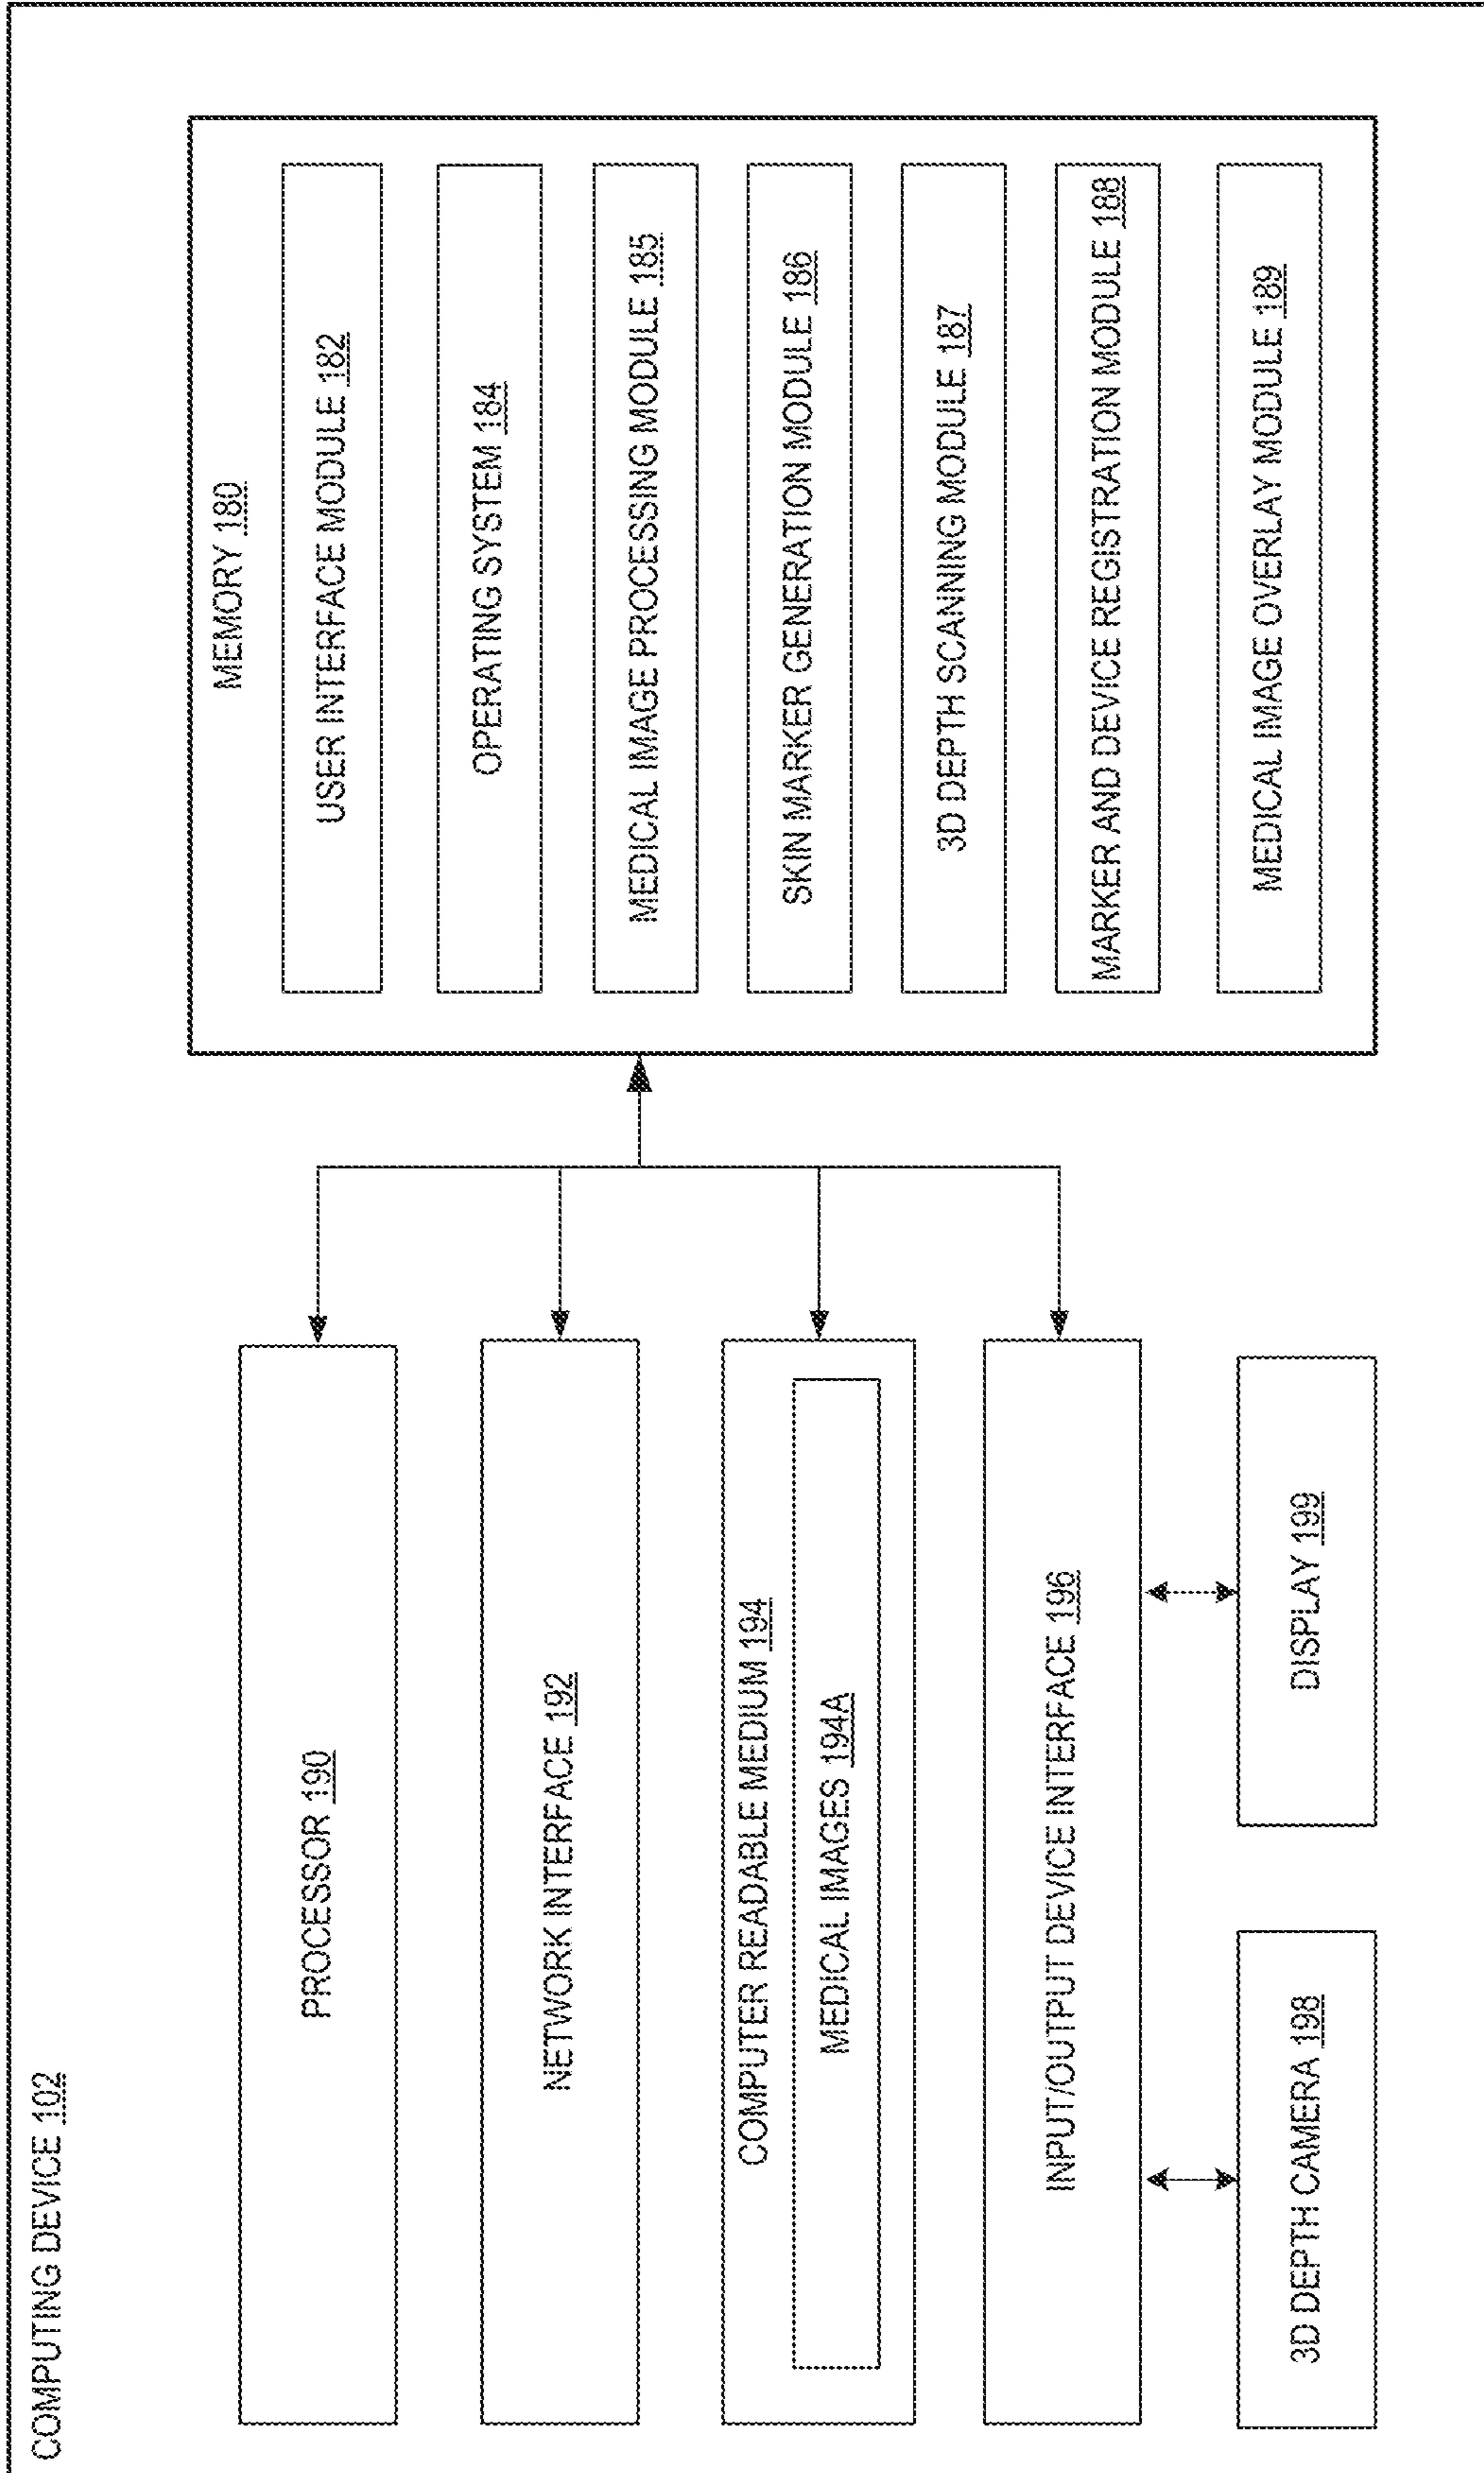 COMPUTING DEVICE 102
PROCESSOR 190
NETWORK INTERFACE 192
COMPUTER READABLE MEDIUM 194
MEDICAL IMAGES 194A
INPUT/OUTPUT DEVICE INTERFACE 196
3D DEPTH CAMERA 198
DISPLAY 199
MEMORY 180
USER INTERFACE MODULE 182
OPERATING SYSTEM 184
MEDICAL IMAGE PROCESSING MODULE 185
SKIN MARKER GENERATION MODULE 186
3D DEPTH SCANNING MODULE 187
MARKER AND DEVICE REGISTRATION MODULE 188
MEDICAL IMAGE OVERLAY MODULE 189